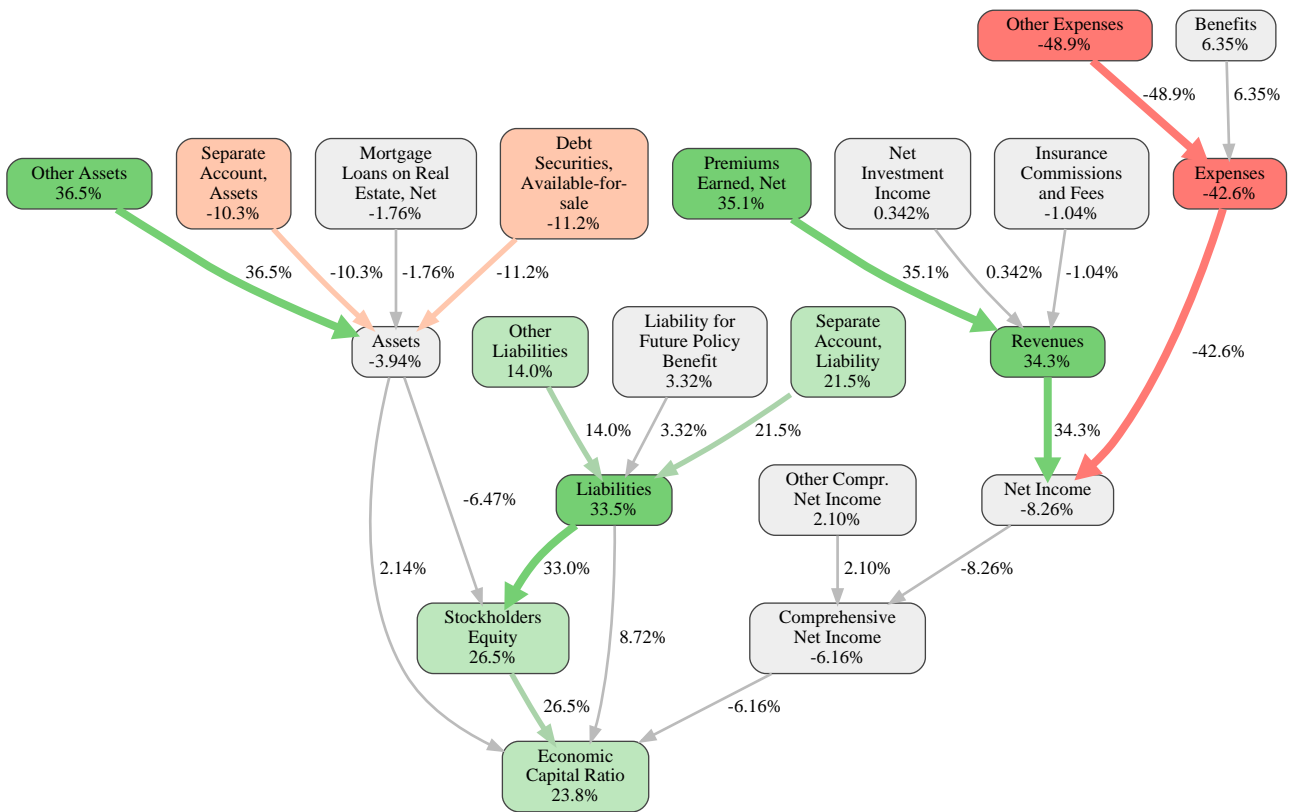 Other Expenses
-48.9%
Benefits
6.35%
-48.9%
6.35%
Other Assets
36.5%
Separate
Account,
Assets
-10.3%
Mortgage
Loans on Real
Estate, Net
-1.76%
Debt
Securities,
Available-for-
sale
-11.2%
Premiums
Earned, Net
35.1%
Net
Investment
Income
0.342%
Insurance
Commissions
and Fees
-1.04%
Expenses
-42.6%
36.5%
-10.3%
-1.76%
-11.2%
35.1%
0.342%
-1.04%
-42.6%
Assets
-3.94%
Other
Liabilities
14.0%
Liability for
Future Policy
Benefit
3.32%
Separate
Account,
Liability
21.5%
Revenues
34.3%
14.0%
3.32%
21.5%
34.3%
-6.47%
Liabilities
33.5%
Other Compr.
Net Income
2.10%
Net Income
-8.26%
2.14%
33.0%
8.72%
2.10%
-8.26%
Stockholders
Equity
26.5%
Comprehensive
Net Income
-6.16%
26.5%
-6.16%
Economic
Capital Ratio
23.8%